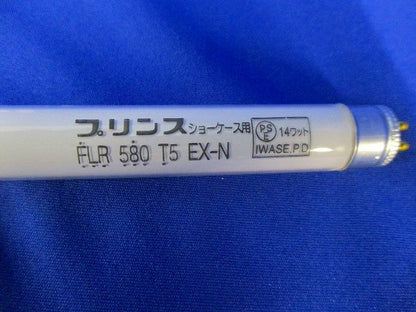 プリンス ショーケース用
FLR 580 T5 EX-N
PS
E
14ワット
IWASE.P.D